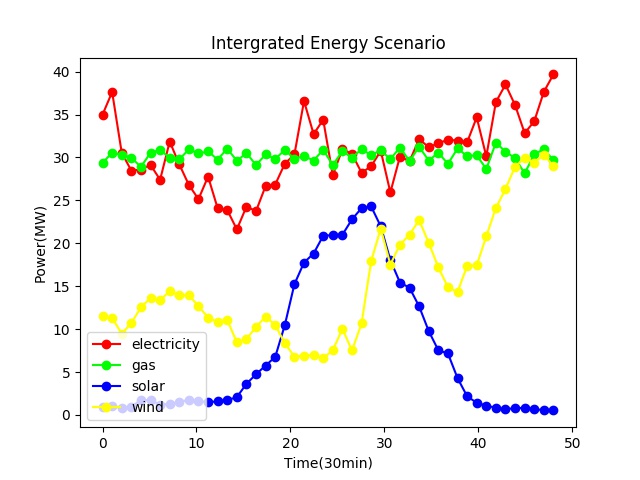 Intergrated Energy Scenario
Power(MW)
40
35
30
25
20
15
10
5
0
electricity
gas
solar
wind
0 10 20 30 40 50
Time(30min)